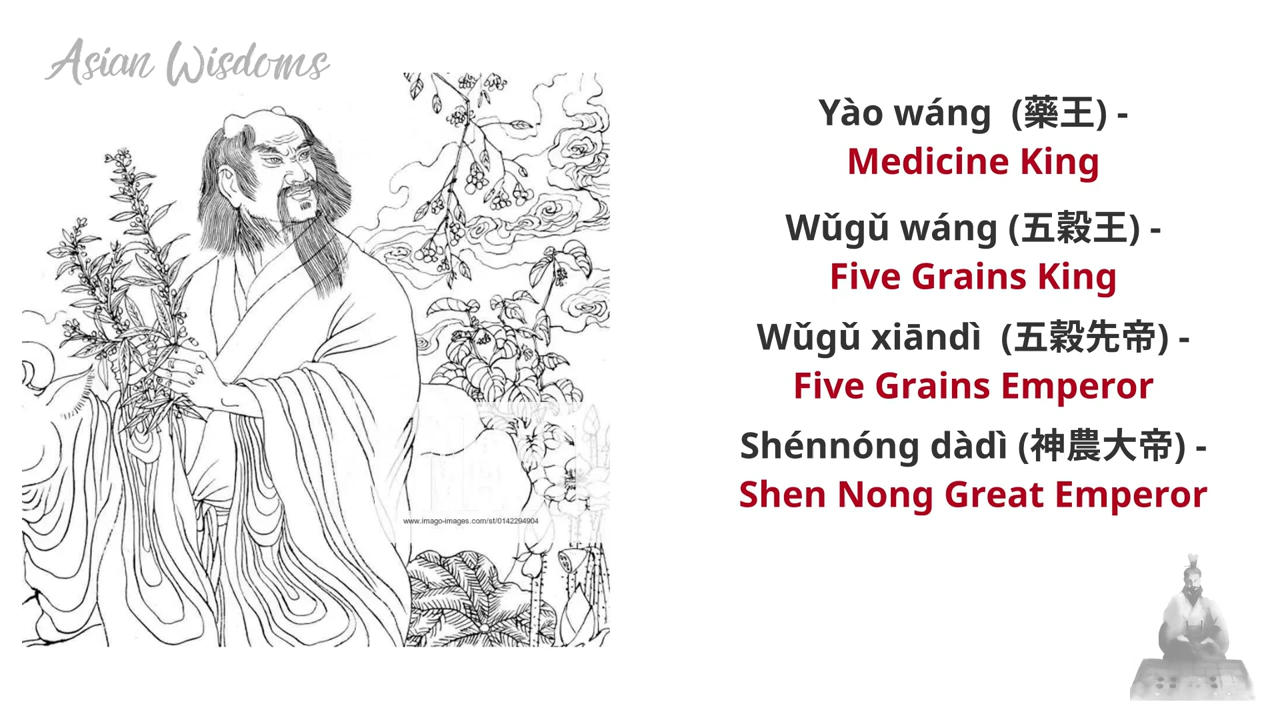 Asian Wisdoms
Yào wáng (藥王) -
Medicine King
Wǔgǔ wáng (五穀王) -
Five Grains King
Wǔgǔ xiāndì (五穀先帝) -
Five Grains Emperor
Shénnóng dàdì (神農大帝) -
Shen Nong Great Emperor
www.imago-images.com/st/0142294904